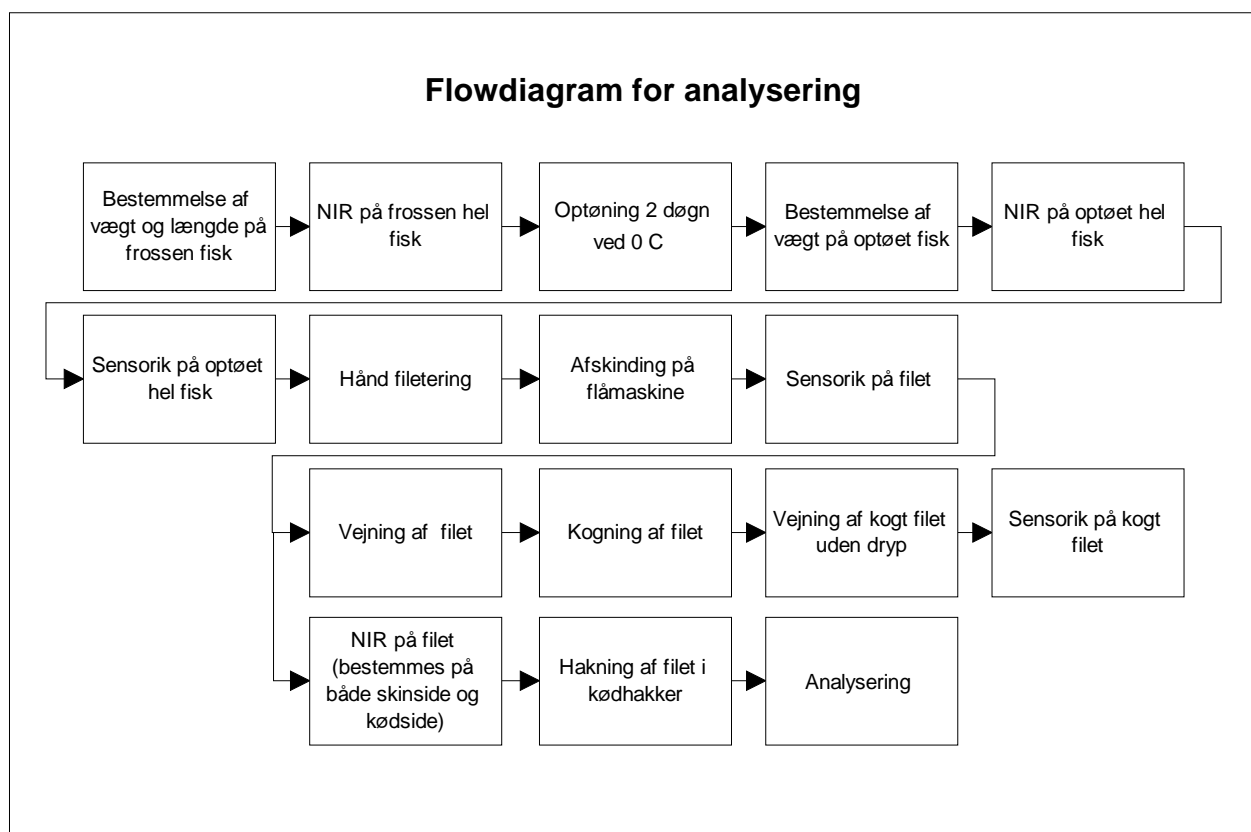 Flowdiagram for analysering
Bestemmelse af
vægt og længde på
frossen fisk
NIR på frossen hel
fisk
Optøning 2 døgn
ved 0 C
Bestemmelse af
vægt på optøet fisk
NIR på optøet hel
fisk
Sensorik på optøet
hel fisk
Hånd filetering
Afskinding på
flåmaskine
Sensorik på filet
Vejning af  filet
Kogning af filet
Vejning af kogt filet
uden dryp
Sensorik på kogt
filet
NIR på filet
(bestemmes på
både skinside og
kødside)
Hakning af filet i
kødhakker
Analysering